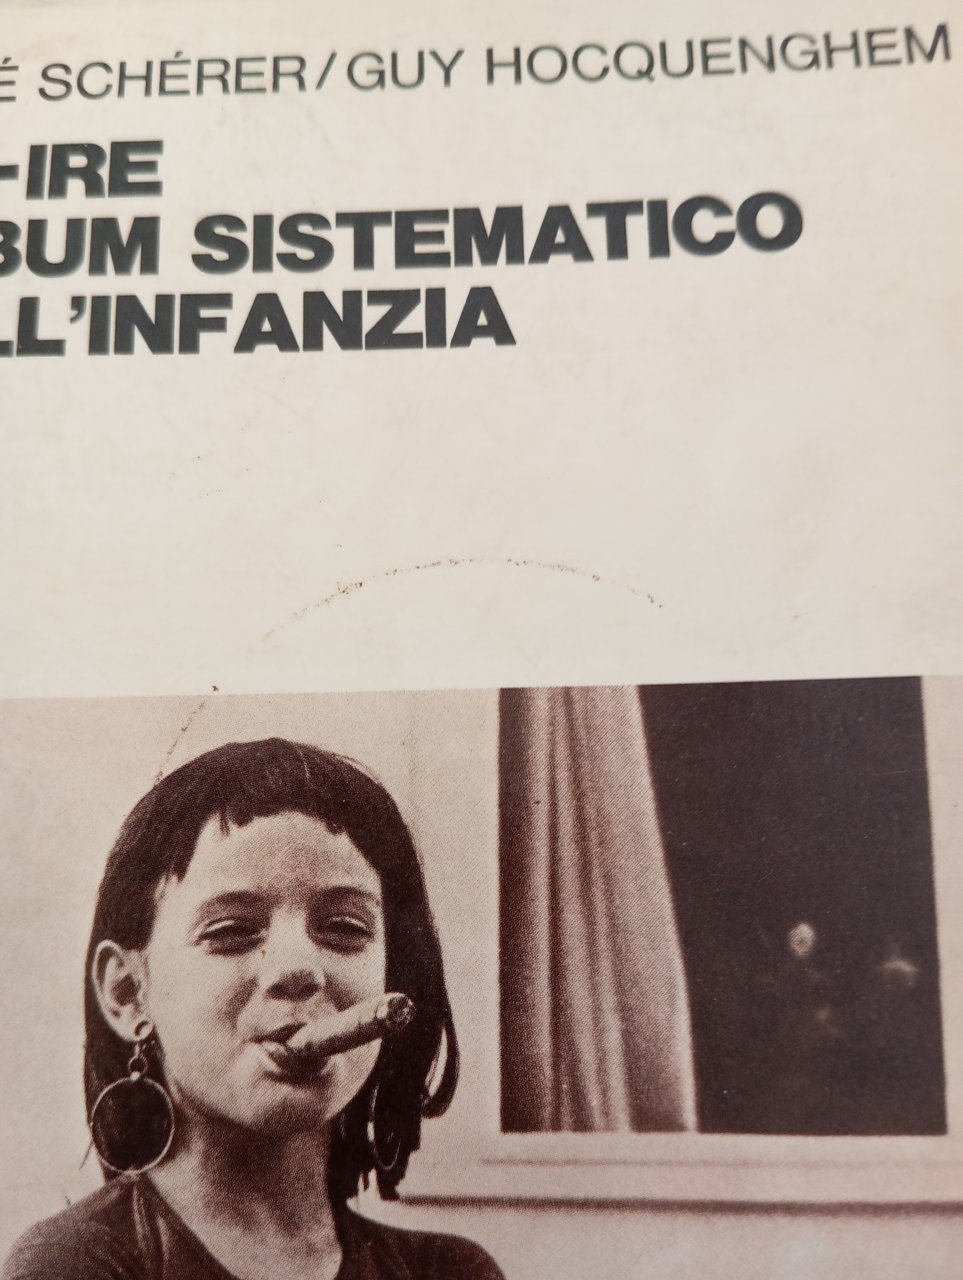 É SCHÉRER/GUY HOCQUENGHEM
-IRE
BUM SISTEMATICO
LL'INFANZIA